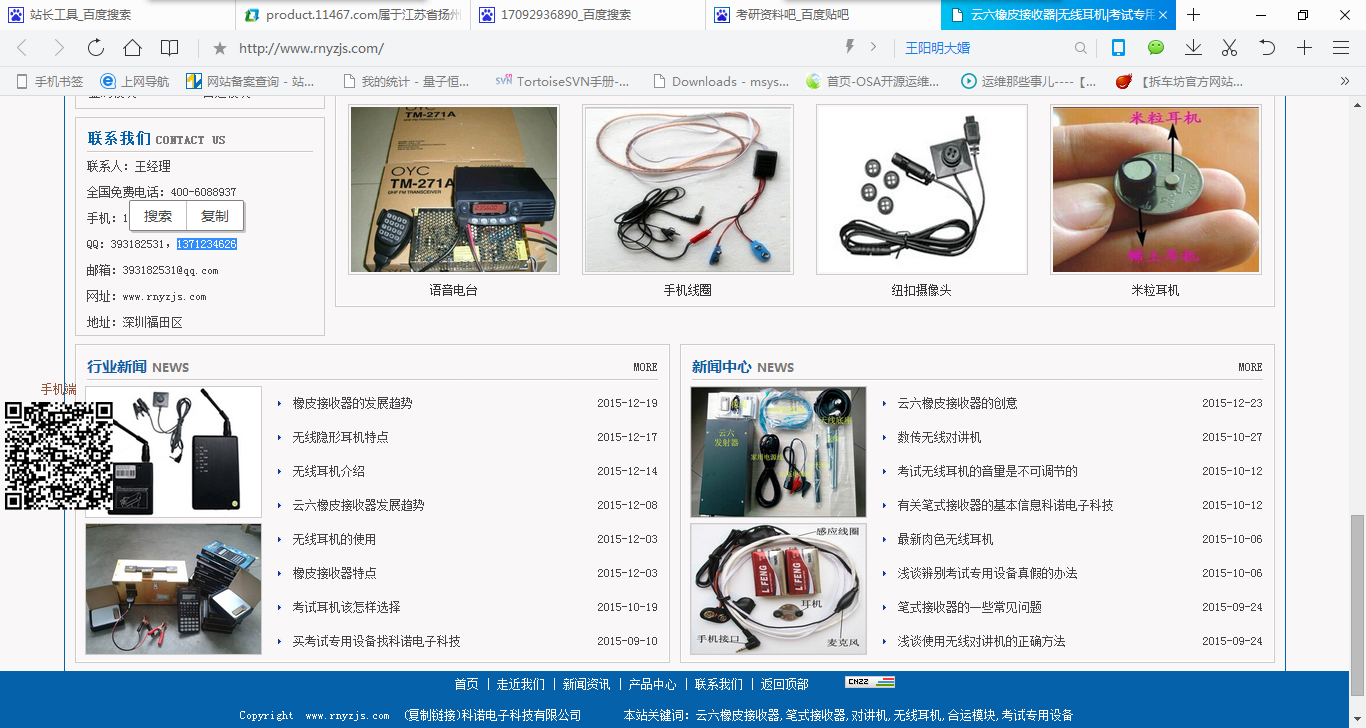 站长工具_百度搜索
product.11467.com属于江苏省扬州
17092936890_百度搜索
考研资料吧_百度贴吧
云六橡皮接收器|无线耳机|考试专用
http://www.rnyzjs.com/
王阳明大婚
手机书签
上网导航
网站备案查询 - 站...
我的统计 - 量子恒...
TortoiseSVN手册-...
Downloads - msys...
首页-OSA开源运维...
运维那些事儿----【...
【拆车坊官方网站...
联系我们 CONTACT US
联系人：王经理
全国免费电话：400-6088937
手机：1
搜索
复制
QQ：393182531，1371234626
邮箱：393182531@qq.com
网址：www.rnyzjs.com
地址：深圳福田区
OYC
TM-271A
OYC
TM-271A
UHF FM TRANSCEIVER
语音电台
手机线圈
纽扣摄像头
米粒耳机
稀土耳机
米粒耳机
手机端
行业新闻 NEWS
MORE
橡皮接收器的发展趋势 2015-12-19
无线隐形耳机特点 2015-12-17
无线耳机介绍 2015-12-14
云六橡皮接收器发展趋势 2015-12-08
无线耳机的使用 2015-12-03
橡皮接收器特点 2015-12-03
考试耳机该怎样选择 2015-10-19
买考试专用设备找科诺电子科技 2015-09-10
新闻中心 NEWS
MORE
云六
发射器
家用电源线
天线底座
感应线圈
LFENG
LFENG
耳机
手机接口
麦克风
云六橡皮接收器的创意 2015-12-23
数传无线对讲机 2015-10-27
考试无线耳机的音量是不可调节的 2015-10-12
有关笔式接收器的基本信息科诺电子科技 2015-10-12
最新肉色无线耳机 2015-10-06
浅谈辨别考试专用设备真假的办法 2015-10-06
笔式接收器的一些常见问题 2015-09-24
浅谈使用无线对讲机的正确方法 2015-09-24
首页 | 走近我们 | 新闻资讯 | 产品中心 | 联系我们 | 返回顶部
CNZZ
Copyright www.rnyzjs.com (复制链接)科诺电子科技有限公司 本站关键词：云六橡皮接收器,笔式接收器,对讲机,无线耳机,合运模块,考试专用设备